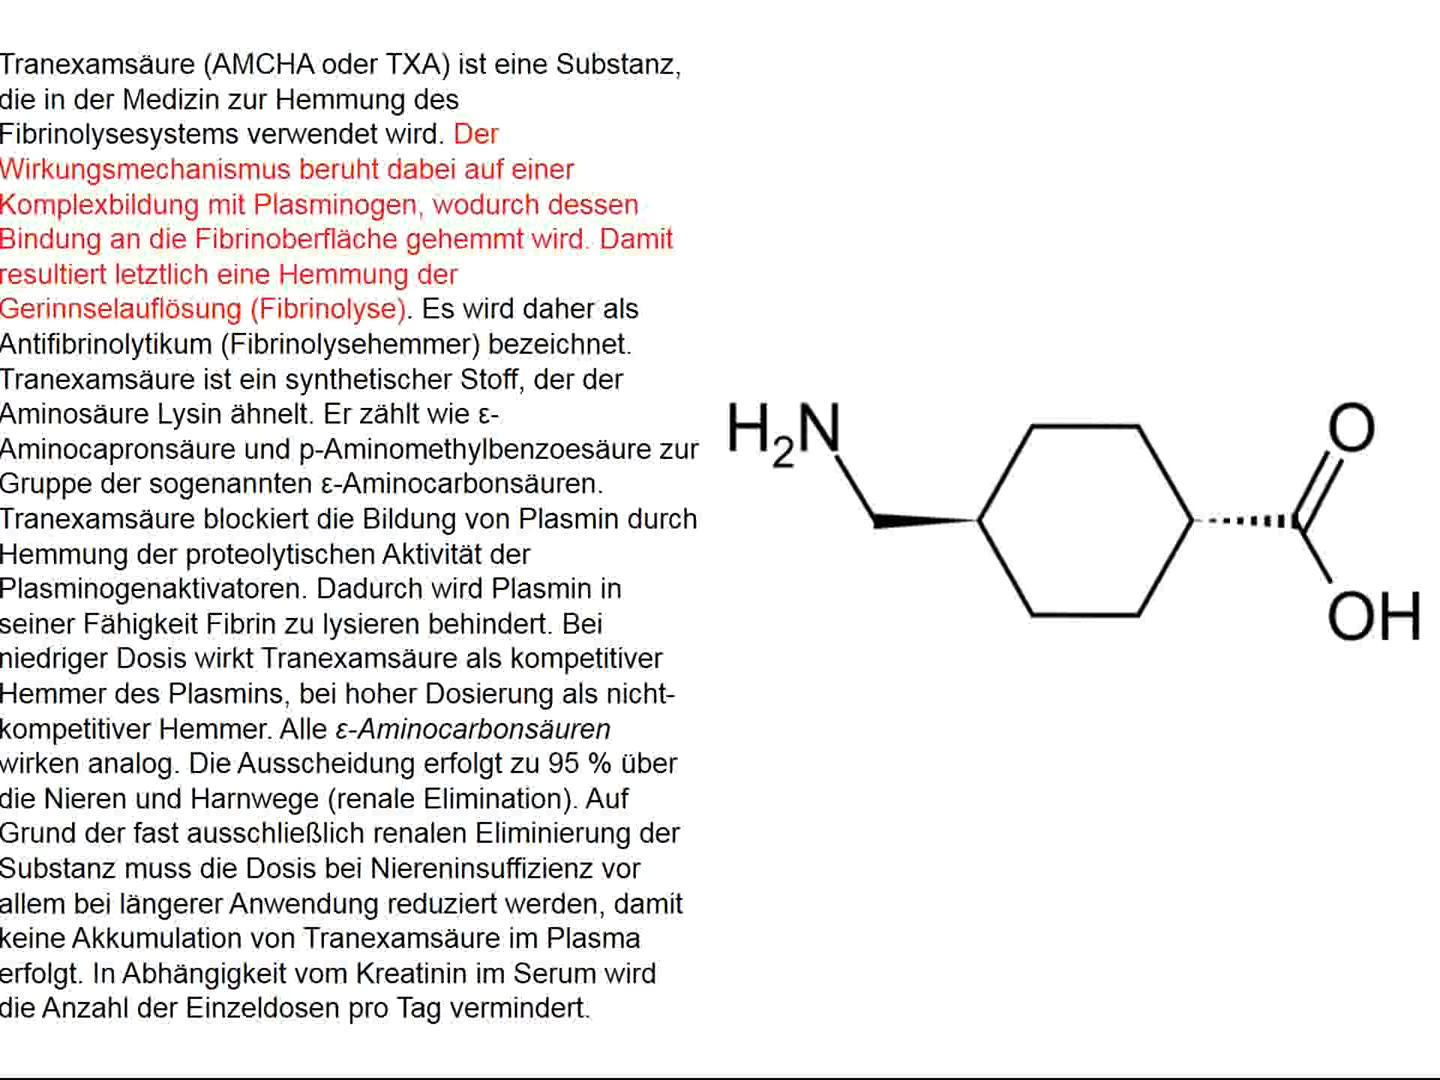 Tranexamsäure (AMCHA oder TXA) ist eine Substanz,
die in der Medizin zur Hemmung des
Fibrinolysesystems verwendet wird. Der
Wirkungsmechanismus beruht dabei auf einer
Komplexbildung mit Plasminogen, wodurch dessen
Bindung an die Fibrinoberfläche gehemmt wird. Damit
resultiert letztlich eine Hemmung der
Gerinnselauflösung (Fibrinolyse). Es wird daher als
Antifibrinolytikum (Fibrinolysehemmer) bezeichnet.
Tranexamsäure ist ein synthetischer Stoff, der der
Aminosäure Lysin ähnelt. Er zählt wie ε-
Aminocapronsäure und p-Aminomethylbenzoesäure zur
Gruppe der sogenannten ε-Aminocarbonsäuren.
Tranexamsäure blockiert die Bildung von Plasmin durch
Hemmung der proteolytischen Aktivität der
Plasminogenaktivatoren. Dadurch wird Plasmin in
seiner Fähigkeit Fibrin zu lysieren behindert. Bei
niedriger Dosis wirkt Tranexamsäure als kompetitiver
Hemmer des Plasmins, bei hoher Dosierung als nicht-
kompetitiver Hemmer. Alle ε-Aminocarbonsäuren
wirken analog. Die Ausscheidung erfolgt zu 95 % über
die Nieren und Harnwege (renale Elimination). Auf
Grund der fast ausschließlich renalen Eliminierung der
Substanz muss die Dosis bei Niereninsuffizienz vor
allem bei längerer Anwendung reduziert werden, damit
keine Akkumulation von Tranexamsäure im Plasma
erfolgt. In Abhängigkeit vom Kreatinin im Serum wird
die Anzahl der Einzeldosen pro Tag vermindert.
H₂N
O
OH